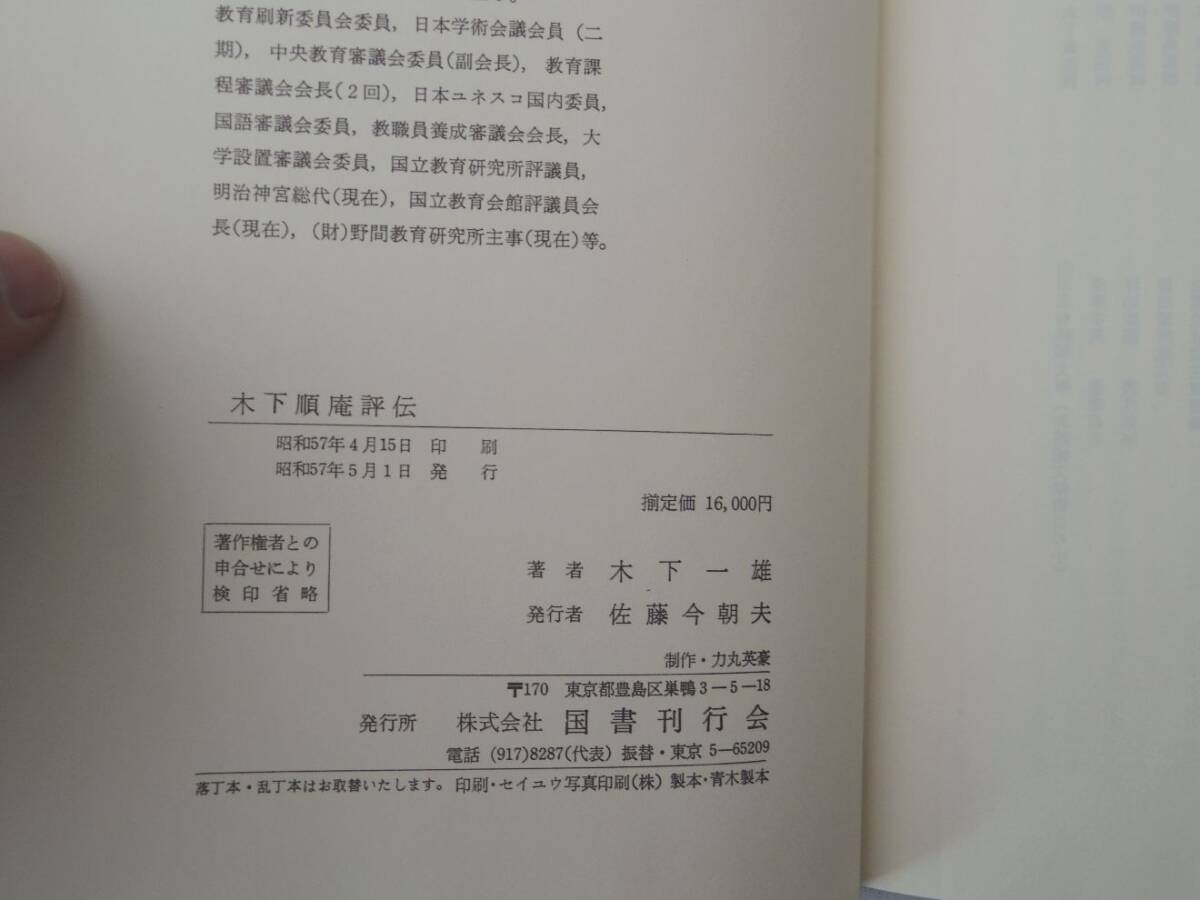 教育刷新委員会委員，日本学術会議会員（二
期），中央教育審議会委員(副会長)，教育課
程審議会会長(２回)，日本ユネスコ国内委員，
国語審議会委員，教職員養成審議会会長，大
学設置審議会委員，国立教育研究所評議員，
明治神宮総代(現在)，国立教育会館評議員会
長(現在)，(財)野間教育研究所主事(現在)等。
木下順庵評伝
昭和57年４月15日 印 刷
昭和57年５月１日 発 行
揃定価 16,000円
著作権者との
申合せにより
検印省略
著 者 木下一雄
発行者 佐藤今朝夫
制作・力丸英豪
〒170 東京都豊島区巣鴨３―５―18
発行所 株式会社 国書刊行会
電話 (917)8287(代表) 振替・東京 5―65209
落丁本・乱丁本はお取替いたします。印刷・セイユウ写真印刷(株) 製本・青木製本